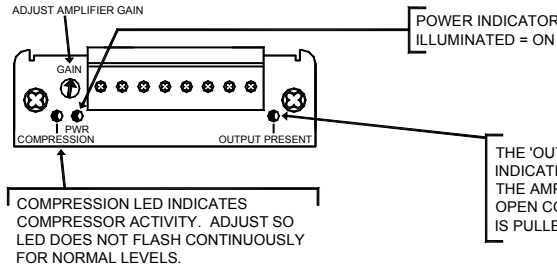 ADJUST AMPLIFIER GAIN
POWER INDICATOR
ILLUMINATED = ON
GAIN
PWR
COMPRESSION
OUTPUT PRESENT
THE 'OUT
INDICATI
THE AMP
OPEN CO
IS PULLE
COMPRESSION LED INDICATES
COMPRESSOR ACTIVITY. ADJUST SO
LED DOES NOT FLASH CONTINUOUSLY
FOR NORMAL LEVELS.